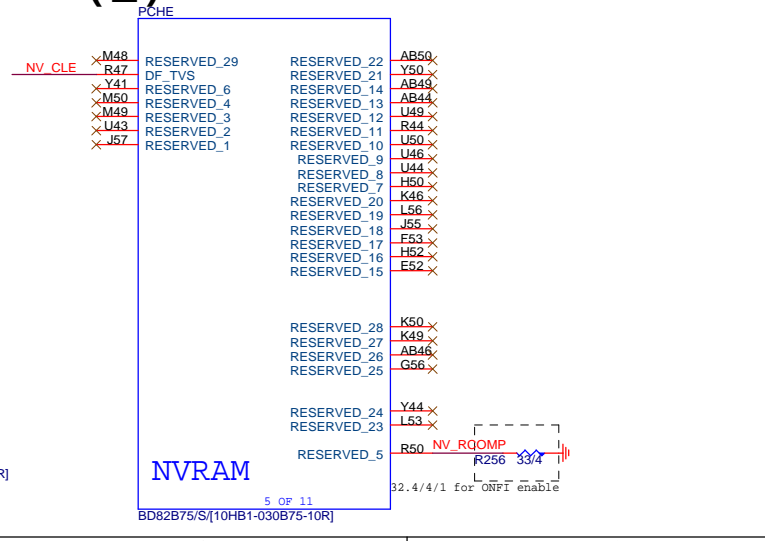 PCHE
NV_CLE
M48 RESERVED_29
R47 DF_TVS
Y41 RESERVED_6
M50 RESERVED_4
M49 RESERVED_3
U43 RESERVED_2
J57 RESERVED_1
RESERVED_22 AB50
RESERVED_21 Y50
RESERVED_14 AB49
RESERVED_13 AB44
RESERVED_12 U49
RESERVED_11 R44
RESERVED_10 U50
RESERVED_9 U46
RESERVED_8 U44
RESERVED_7 H50
RESERVED_20 K46
RESERVED_19 L56
RESERVED_18 J55
RESERVED_17 F53
RESERVED_16 H52
RESERVED_15 E52
RESERVED_28 K50
RESERVED_27 K49
RESERVED_26 AB46
RESERVED_25 G56
RESERVED_24 Y44
RESERVED_23 L53
RESERVED_5 R50 NV_RCOMP
R256 33/4
32.4/4/1 for ONFI enable
NVRAM
R]
5 OF 11
BD82B75/S/[10HB1-030B75-10R]